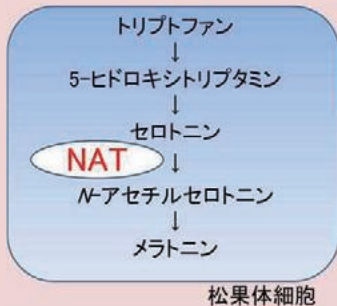 トリプトファン
↓
5-ヒドロキシトリプタミン
↓
セロトニン
NAT ↓
N-アセチルセロトニン
↓
メラトニン
松果体細胞